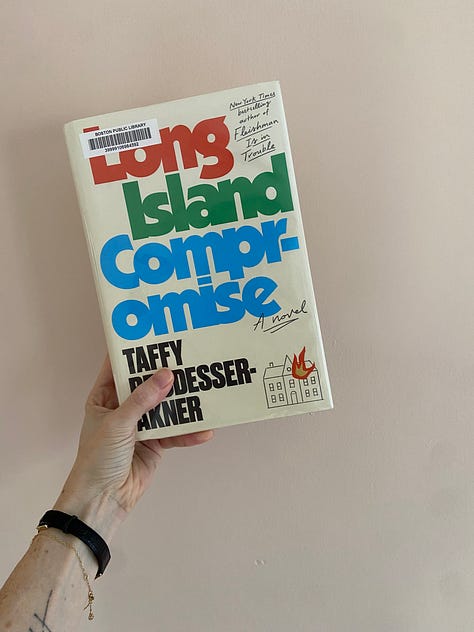 BOSTON PUBLIC LIBRARY
New York Times
bestselling
author of
Fleishman
Is in
Trouble
Long
Island
Compr-
omise
A novel
TAFFY
BRODESSER-
AKNER